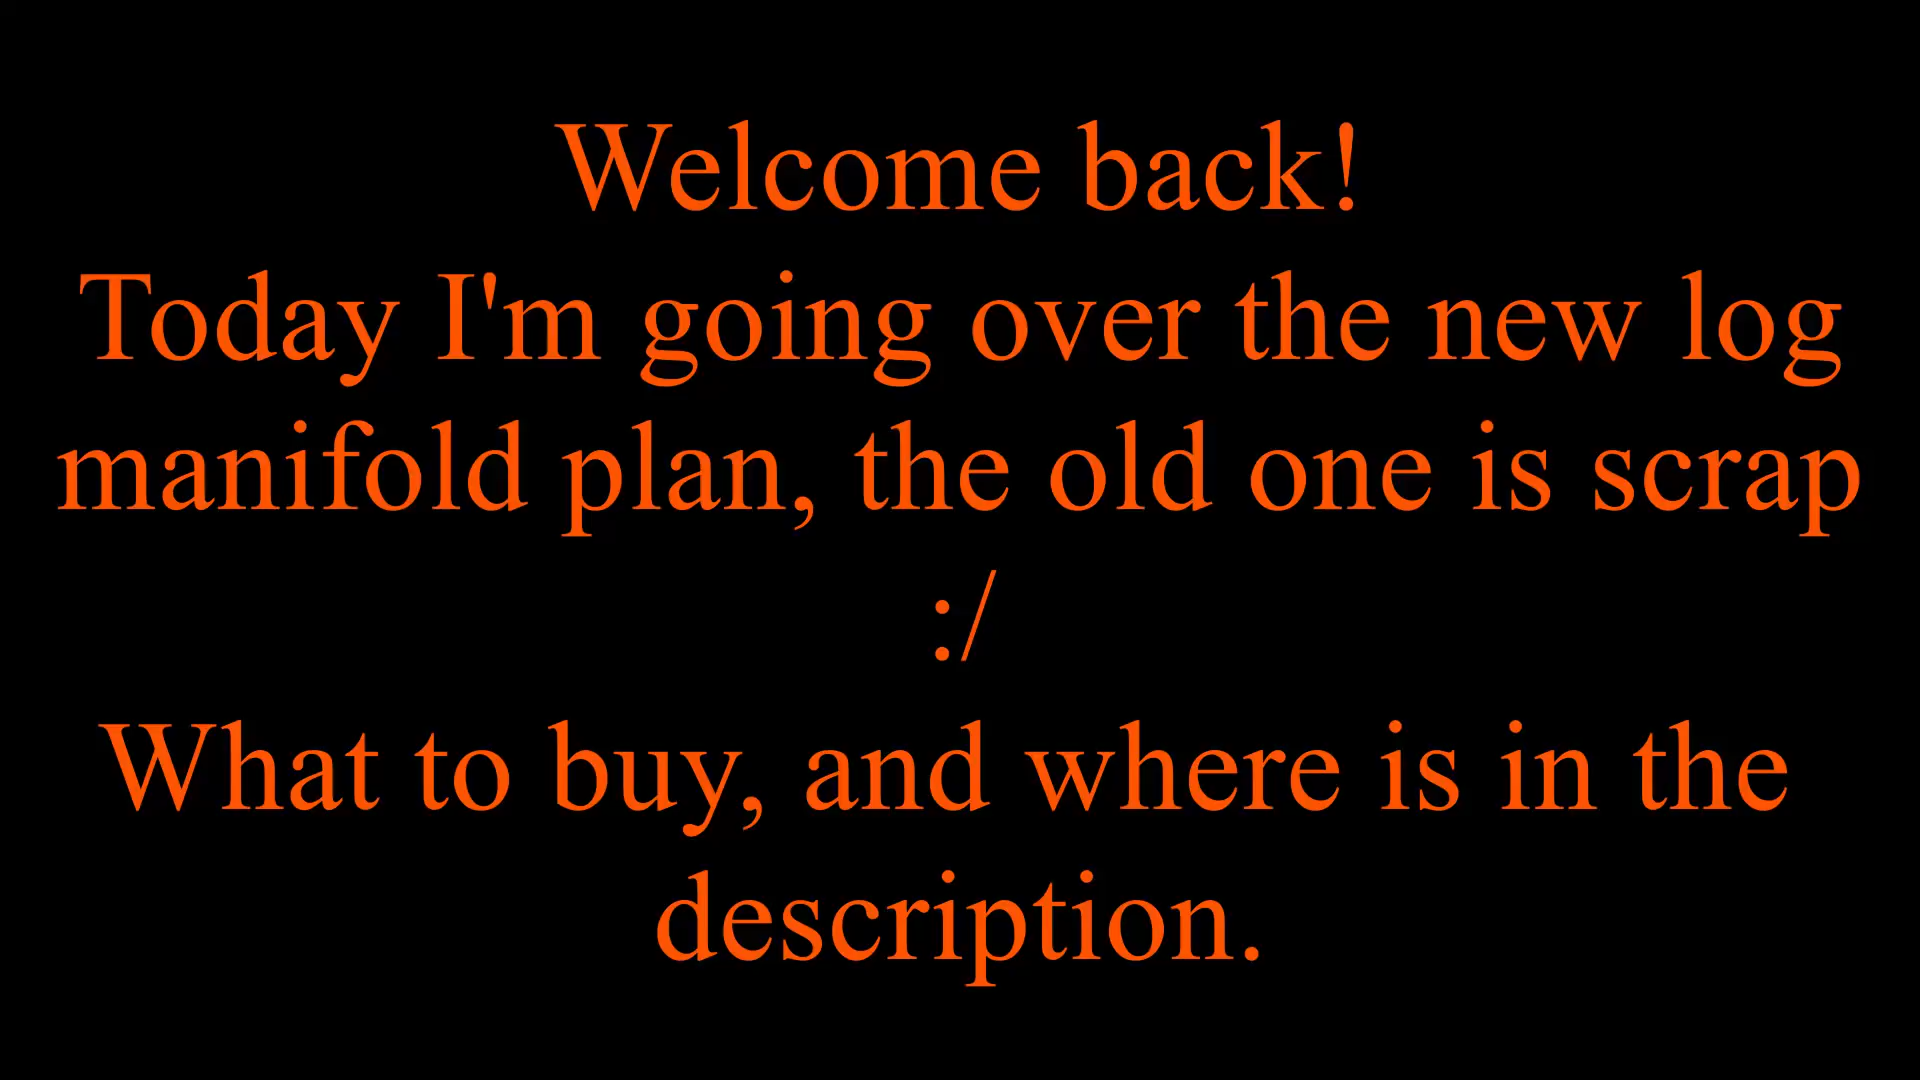 Welcome back!
Today I'm going over the new log
manifold plan, the old one is scrap
:/
What to buy, and where is in the
description.